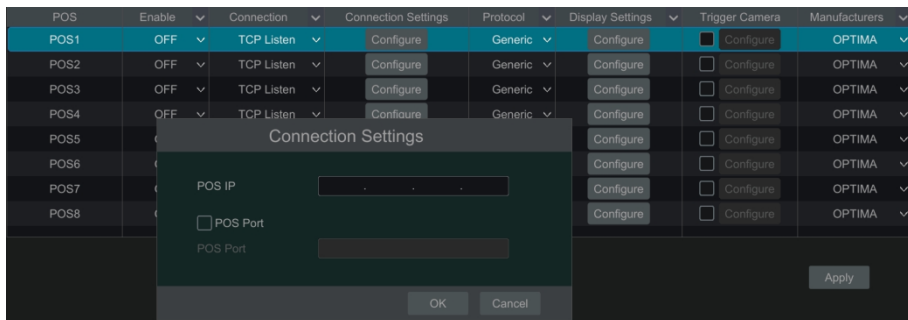 POS Enable Connection Connection Settings Protocol Display Settings Trigger Camera Manufacturers
POS1 OFF TCP Listen Configure Generic Configure Configure OPTIMA
POS2 OFF TCP Listen Configure Generic Configure Configure OPTIMA
POS3 OFF TCP Listen Configure Generic Configure Configure OPTIMA
POS4 OFF TCP Listen Configure Generic Configure Configure OPTIMA
POS5 Configure Configure OPTIMA
POS6 Configure Configure OPTIMA
POS7 Configure Configure OPTIMA
POS8 Configure Configure OPTIMA
Connection Settings
POS IP . . .
POS Port
POS Port
OK Cancel
Apply